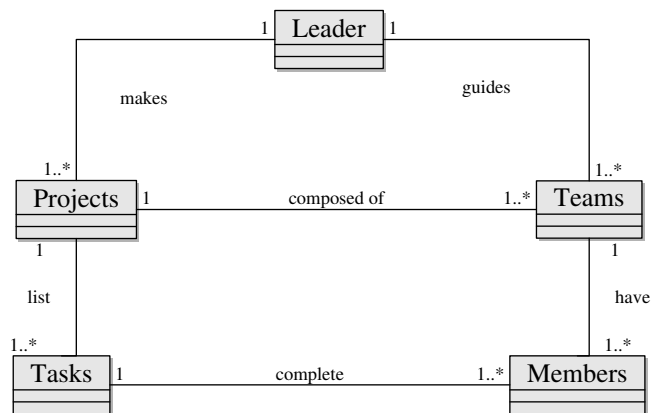 Leader
1
1
makes
guides
1..*
1..*
Projects
1
composed of
1..*
Teams
1
1
list
have
1..*
1..*
Tasks
1
complete
1..*
Members